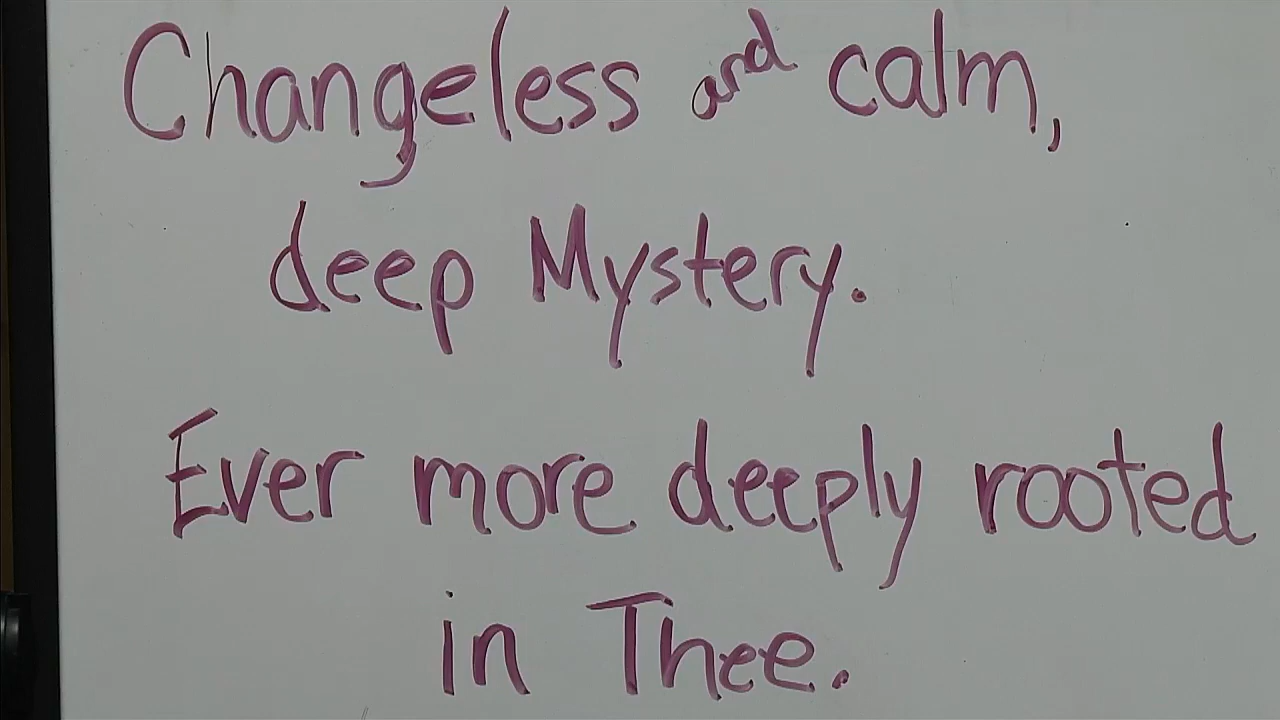 Changeless and calm,
deep Mystery.
Ever more deeply rooted
in Thee.